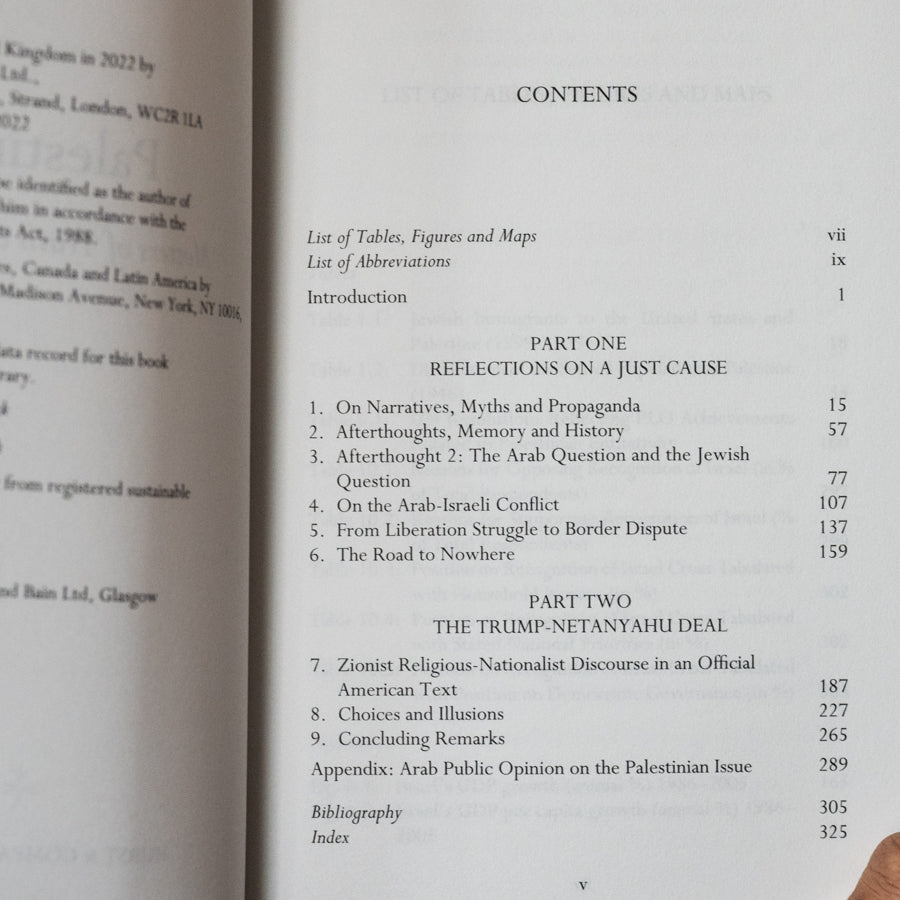 Kingdom in 2022 by
Ltd.,
Strand, London, WC2R 1LA
2022
be identified as the author of
him in accordance with the
ts Act, 1988.
Canada and Latin America by
Madison Avenue, New York, NY 10016,
data record for this book
from registered sustainable
nd Bain Ltd, Glasgow
CONTENTS
List of Tables, Figures and Maps vii
List of Abbreviations ix
Introduction 1
PART ONE
REFLECTIONS ON A JUST CAUSE
1. On Narratives, Myths and Propaganda 15
2. Afterthoughts, Memory and History 57
3. Afterthought 2: The Arab Question and the Jewish
Question 77
4. On the Arab-Israeli Conflict 107
5. From Liberation Struggle to Border Dispute 137
6. The Road to Nowhere 159
PART TWO
THE TRUMP-NETANYAHU DEAL
7. Zionist Religious-Nationalist Discourse in an Official
American Text 187
8. Choices and Illusions 227
9. Concluding Remarks 265
Appendix: Arab Public Opinion on the Palestinian Issue 289
Bibliography 305
Index 325
v